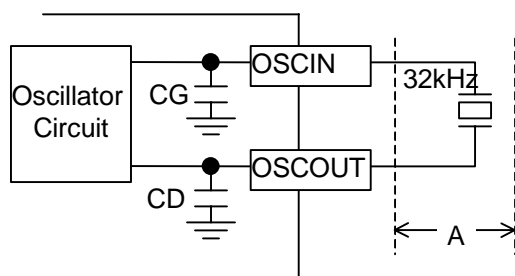 OSCIN
32kHz
Oscillator
Circuit
CG
OSCOUT
CD
A